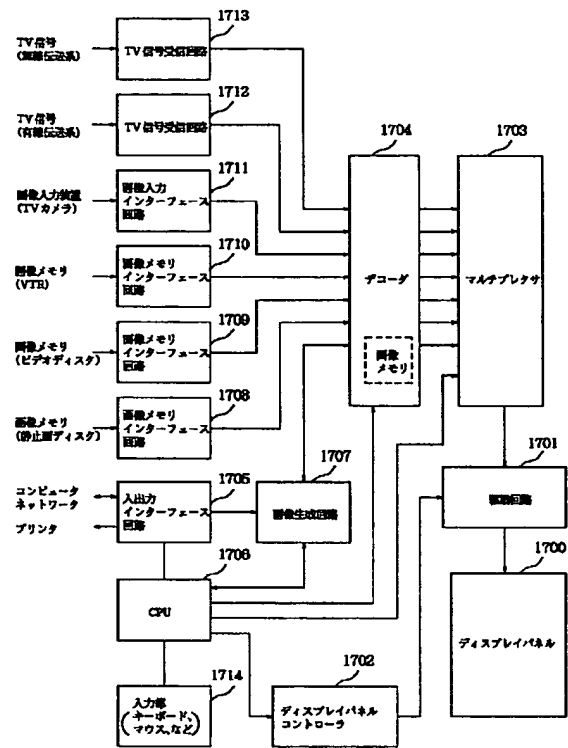 1713
TV信号
(無線伝送系)
TV信号受信回路
1712
TV信号
(有線伝送系)
TV信号受信回路
1704
1703
1711
画像入力装置
(TVカメラ)
画像入力
インターフェース
回路
1710
画像メモリ
(VTR)
画像メモリ
インターフェース
回路
デコーダ
マルチプレクサ
1709
画像メモリ
(ビデオディスク)
画像メモリ
インターフェース
回路
画像
メモリ
1708
画像メモリ
(静止画ディスク)
画像メモリ
インターフェース
回路
1707
1701
1705
コンピュータ
ネットワーク
プリンタ
入出力
インターフェース
回路
画像生成回路
駆動回路
1706
1700
CPU
ディスプレイパネル
1714
1702
入力部
(キーボード、
マウス、など)
ディスプレイパネル
コントローラ